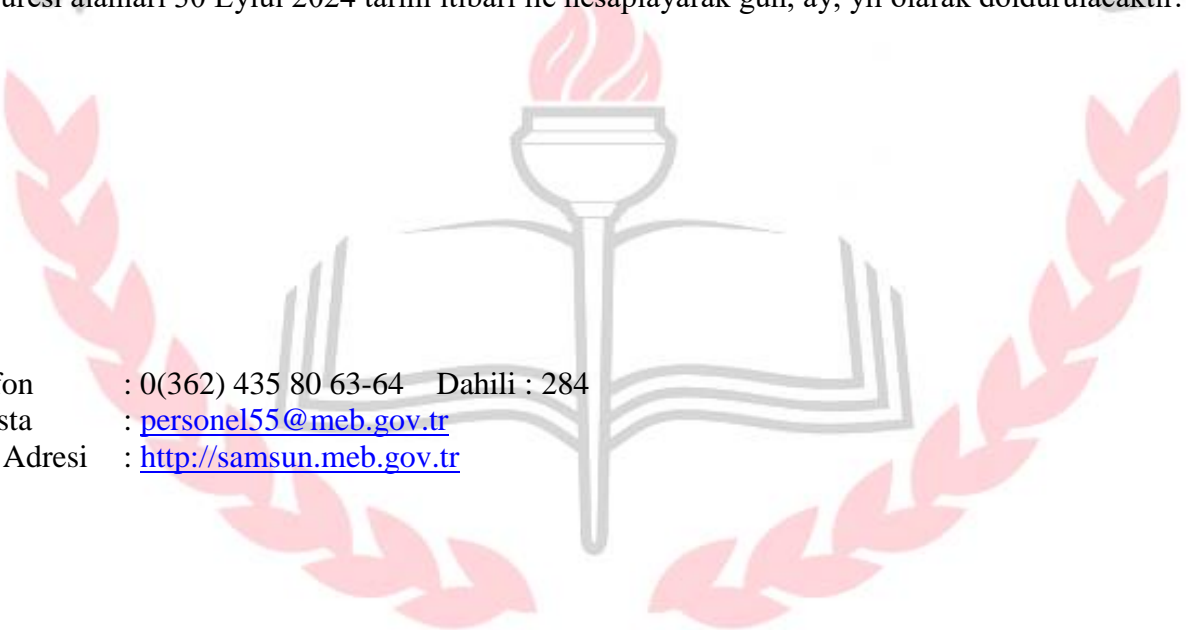 süresi alanları 30 Eylül 2024 tarihi itibari ile hesaplayarak gün, ay, yıl olarak doldurulacaktır.
fon : 0(362) 435 80 63-64 Dahili : 284
sta : personel55@meb.gov.tr
Adresi : http://samsun.meb.gov.tr